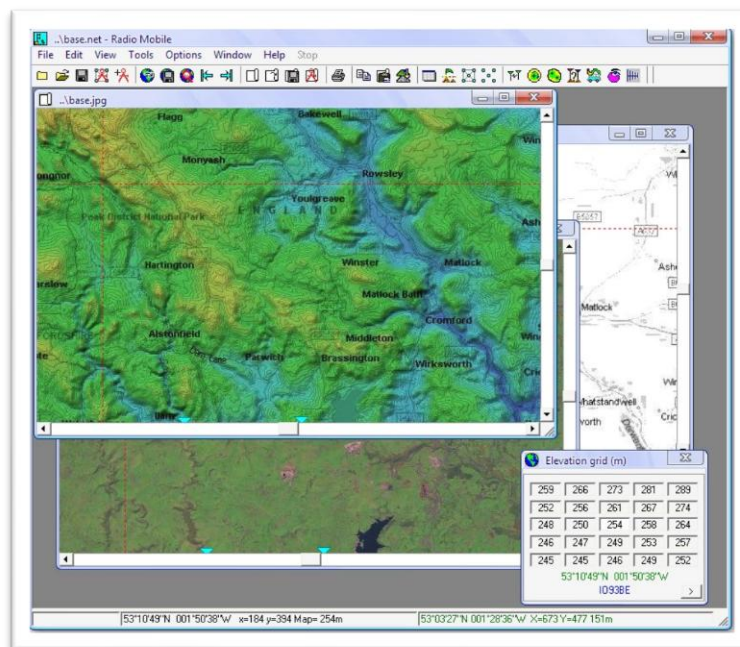 ..\base.net - Radio Mobile
File Edit View Tools Options Window Help Stop
..\base.jpg
Flagg
Bakewell
Monyash
Rowsley
Youlgreave
ENGLAND
Peak District National Park
Hartington
Winster
Matlock
Matlock Bath
Cromford
Alstonfield
Middleton
Parwich
Brassington
Wirksworth
Matlock
Whatstandwell
Elevation grid (m)
259 266 273 281 289
252 256 261 267 274
248 250 254 258 264
246 247 249 253 257
245 245 246 249 252
53°10'49"N 001°50'38"W
IO93BE
>
53°10'49"N 001°50'38"W x=184 y=394 Map= 254m
53°03'27"N 001°28'36"W X=673 Y=477 151m